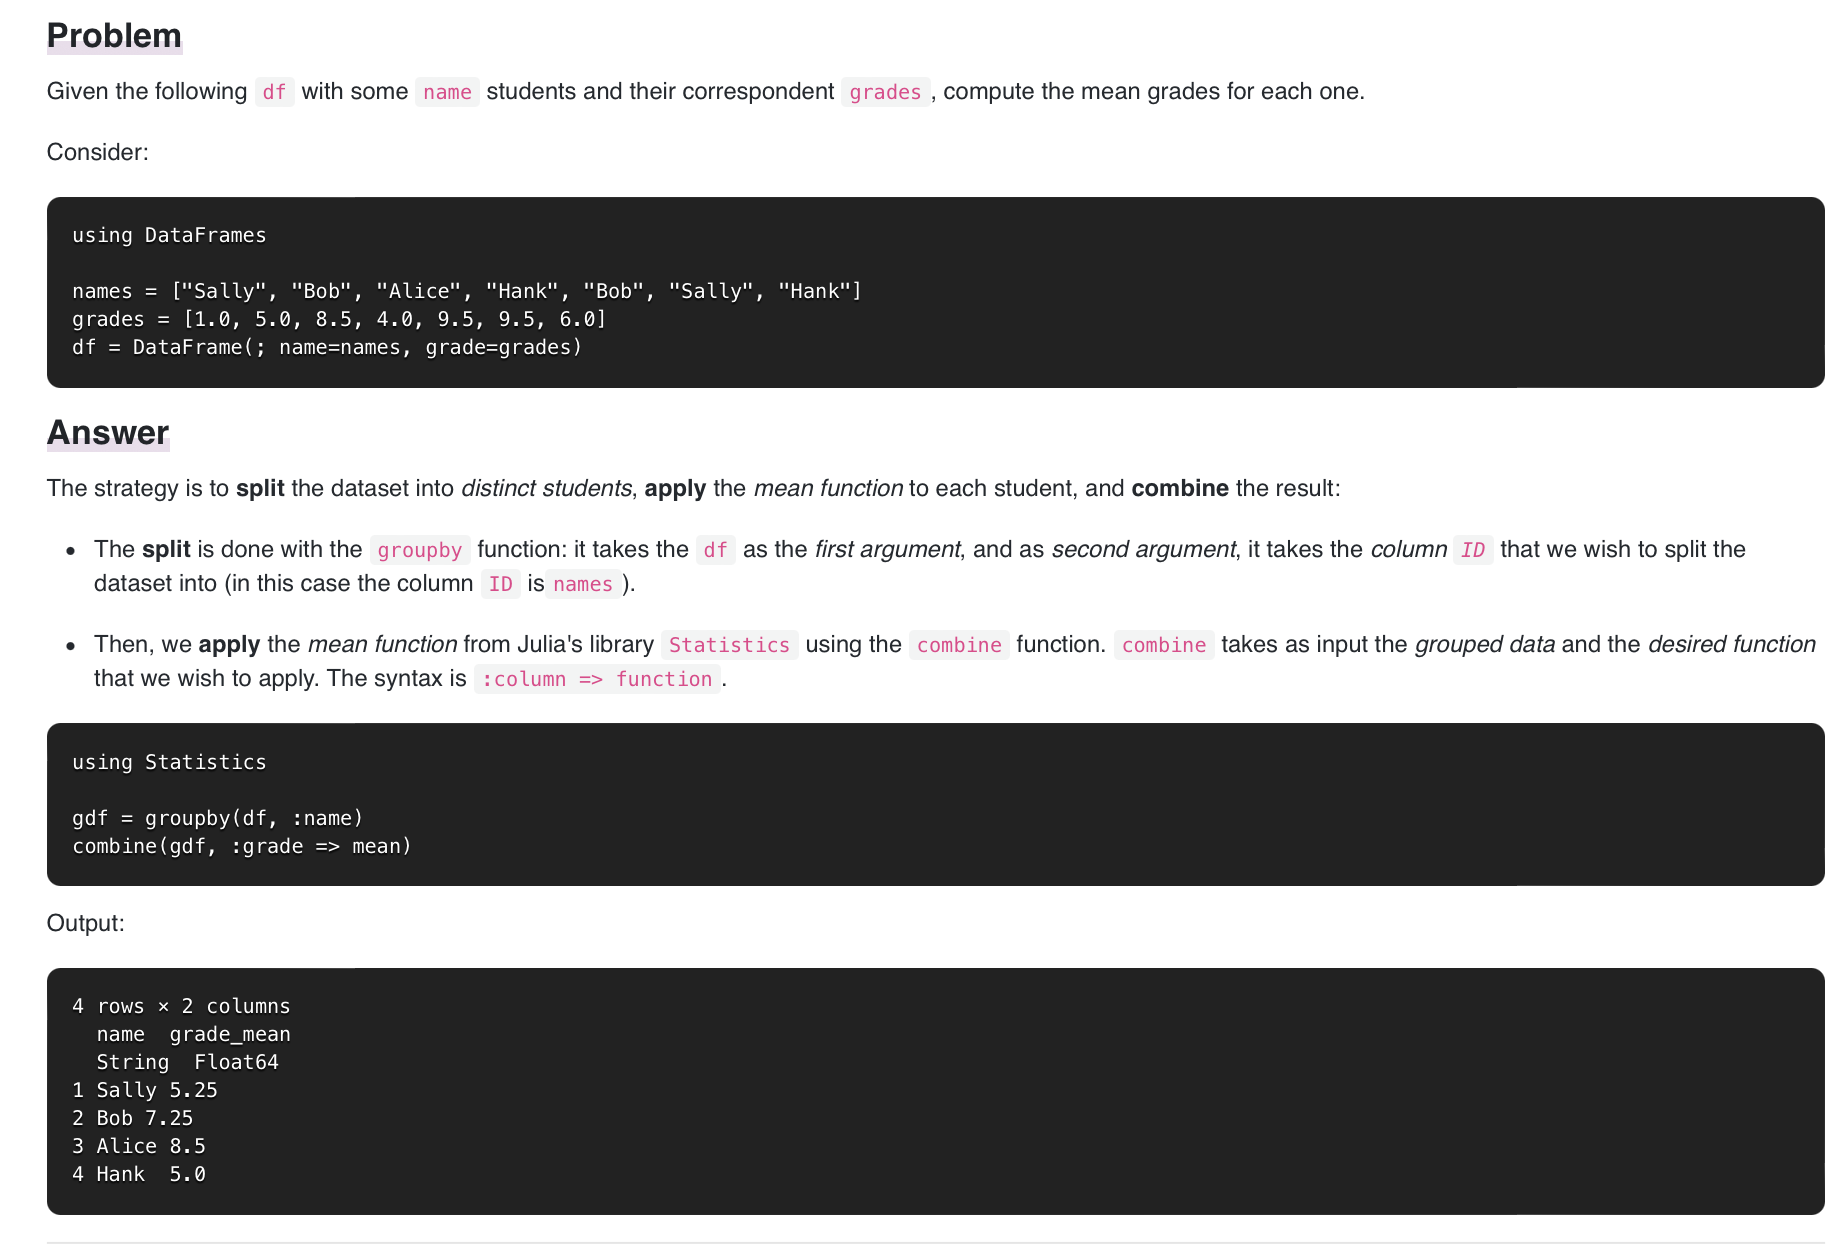 Problem
Given the following df with some name students and their correspondent grades , compute the mean grades for each one.
Consider:
using DataFrames
names = ["Sally", "Bob", "Alice", "Hank", "Bob", "Sally", "Hank"]
grades = [1.0, 5.0, 8.5, 4.0, 9.5, 9.5, 6.0]
df = DataFrame(; name=names, grade=grades)
Answer
The strategy is to split the dataset into distinct students, apply the mean function to each student, and combine the result:
• The split is done with the groupby function: it takes the df as the first argument, and as second argument, it takes the column ID that we wish to split the
dataset into (in this case the column ID is names ).
• Then, we apply the mean function from Julia's library Statistics using the combine function. combine takes as input the grouped data and the desired function
that we wish to apply. The syntax is :column => function .
using Statistics
gdf = groupby(df, :name)
combine(gdf, :grade => mean)
Output:
4 rows × 2 columns
name grade_mean
String Float64
1 Sally 5.25
2 Bob 7.25
3 Alice 8.5
4 Hank 5.0